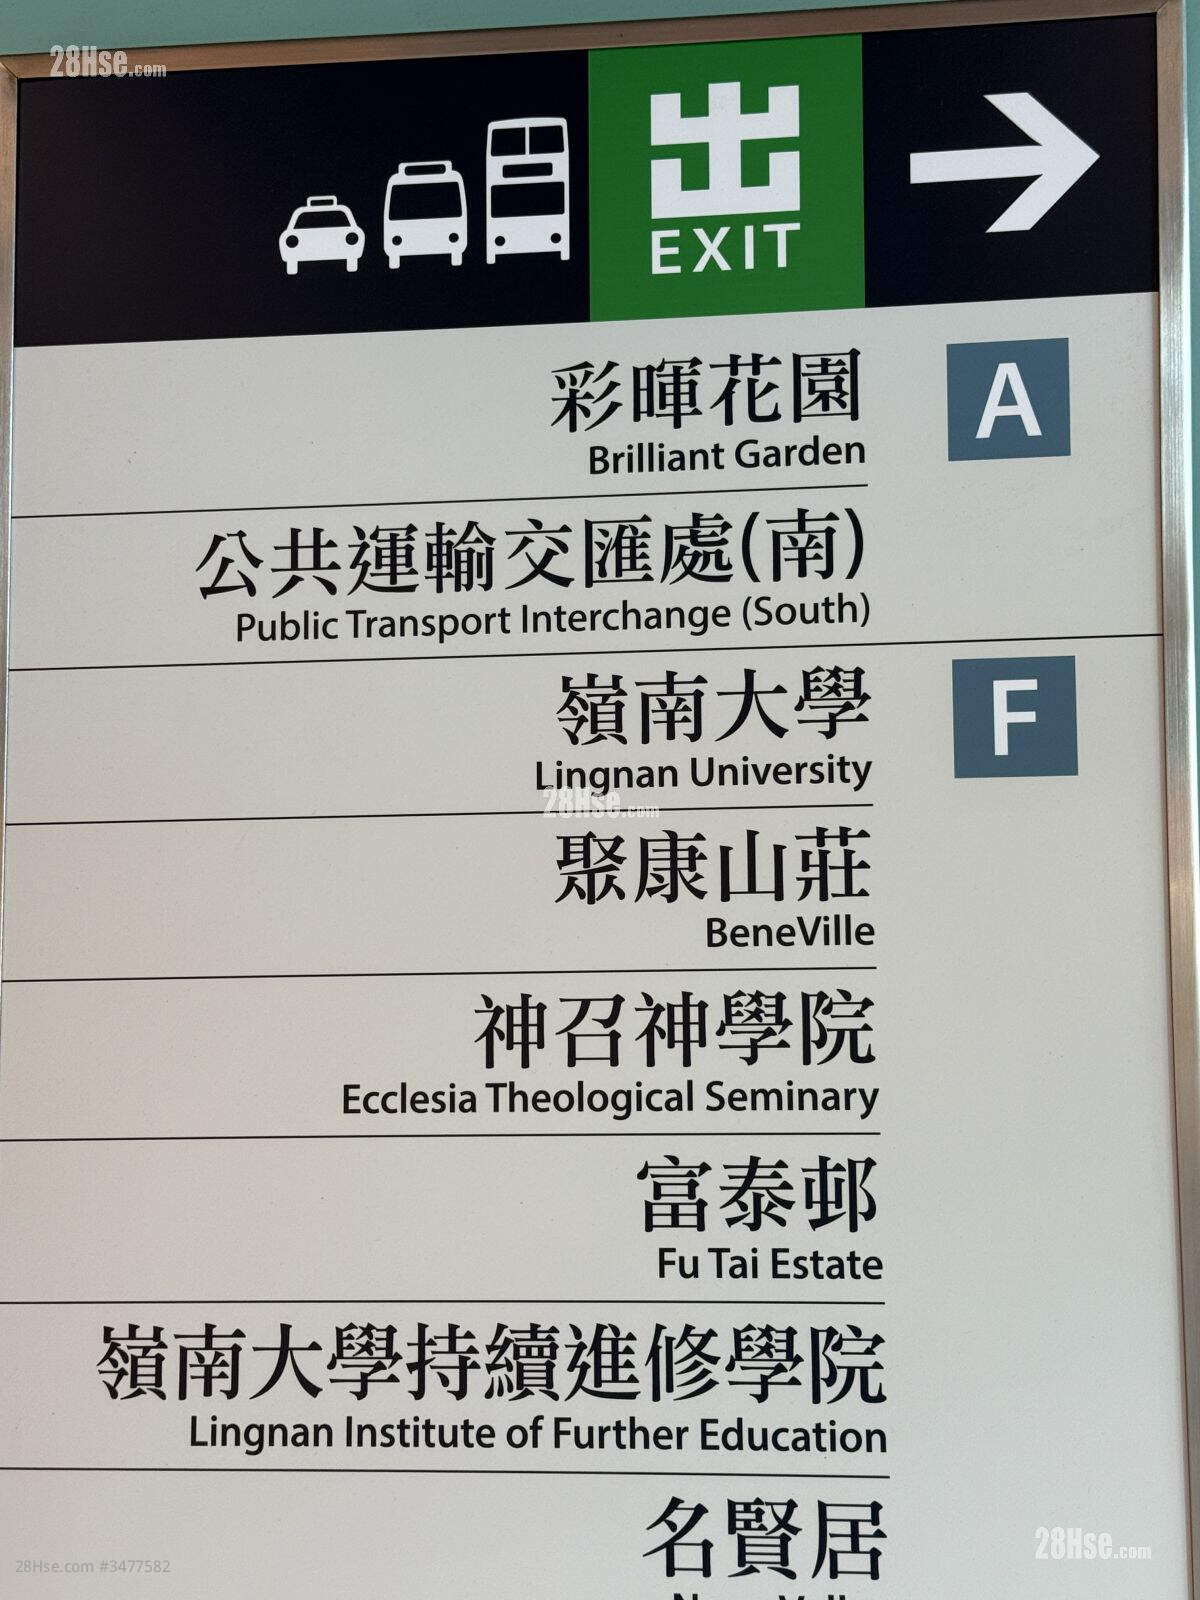 28Hse.com
出
EXIT
彩暉花園
A
Brilliant Garden
公共運輸交匯處(南)
Public Transport Interchange (South)
嶺南大學
F
Lingnan University
28Hse.com
聚康山莊
BeneVille
神召神學院
Ecclesia Theological Seminary
富泰邨
Fu Tai Estate
嶺南大學持續進修學院
Lingnan Institute of Further Education
名賢居
28Hse.com
28Hse.com #3477582